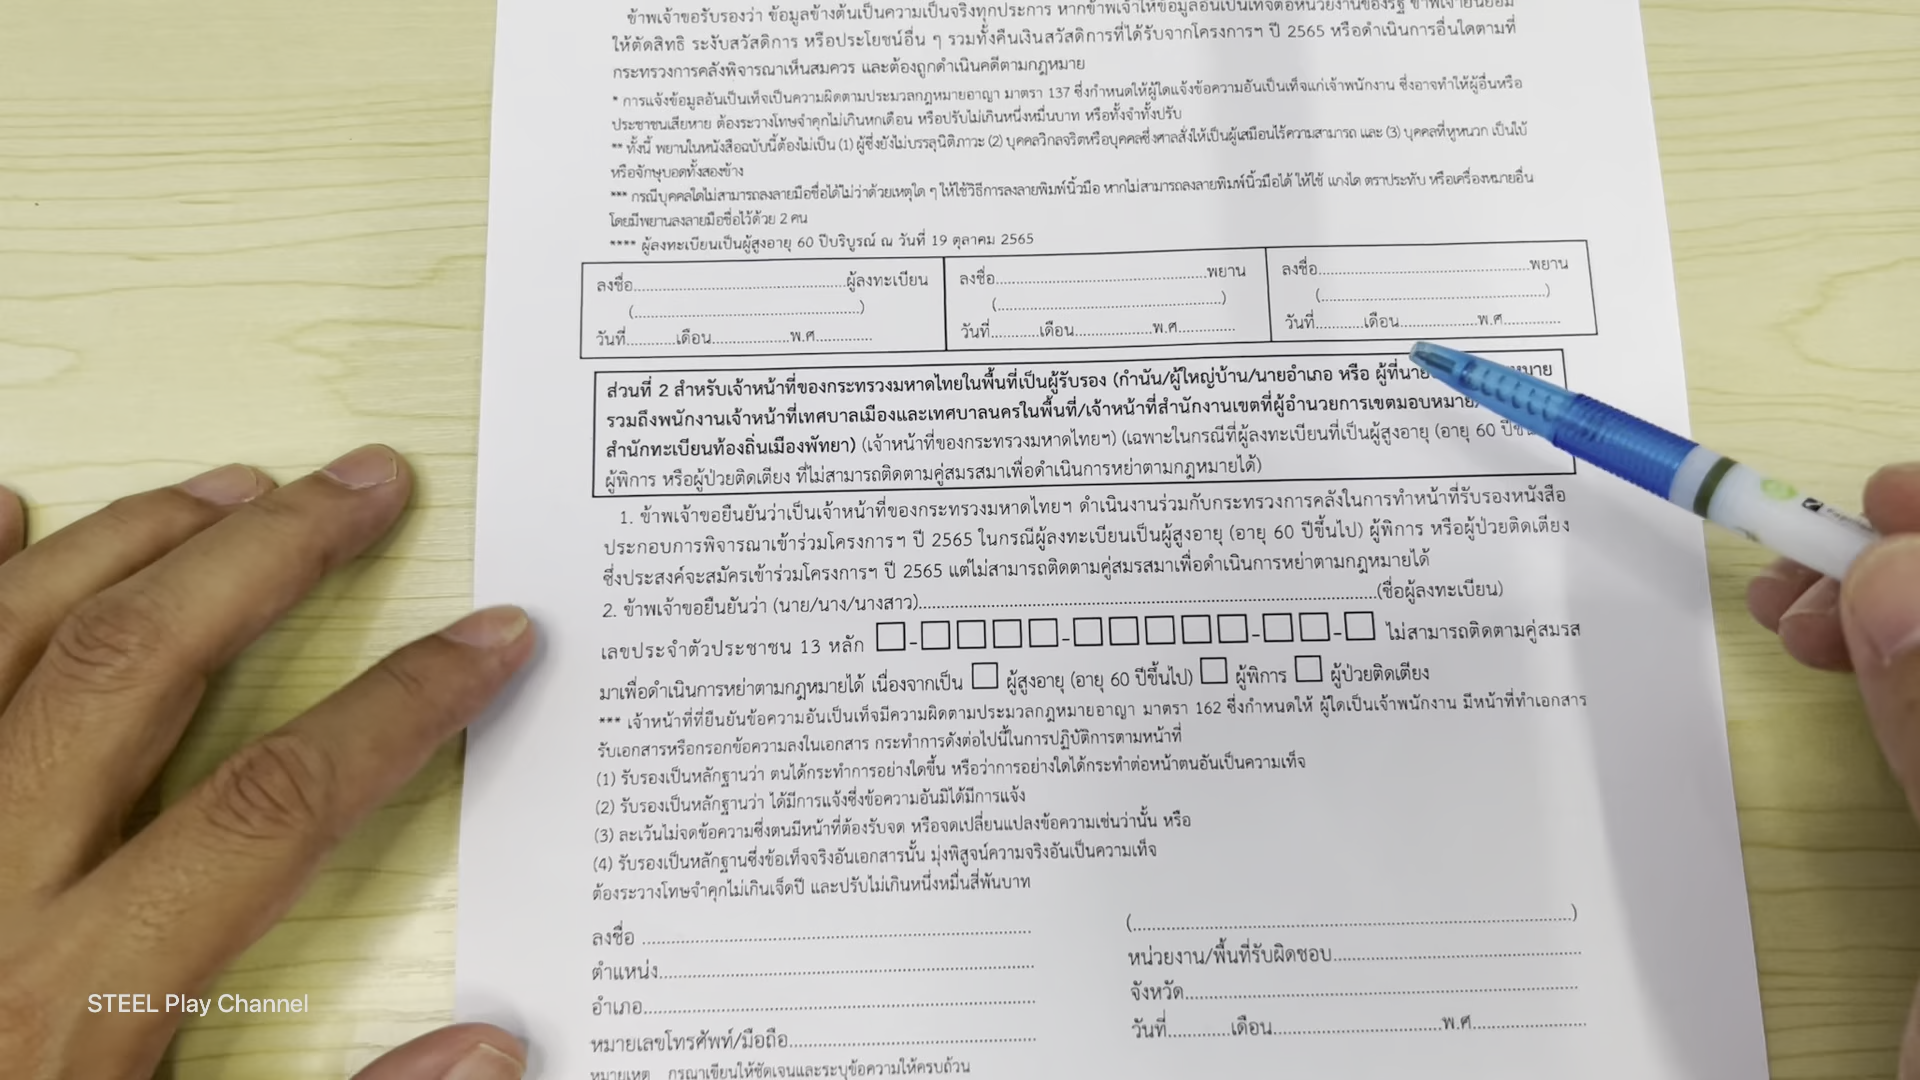 ข้าพเจ้าขอรับรองว่า ข้อมูลข้างต้นเป็นความเป็นจริงทุกประการ หากข้าพเจ้าให้ข้อมูลอันเป็นเท็จต่อหน่วยงานของรัฐ ข้าพเจ้ายินยอม
ให้ตัดสิทธิ ระงับสวัสดิการ หรือประโยชน์อื่น ๆ รวมทั้งคืนเงินสวัสดิการที่ได้รับจากโครงการฯ ปี 2565 หรือดำเนินการอื่นใดตามที่
กระทรวงการคลังพิจารณาเห็นสมควร และต้องถูกดำเนินคดีตามกฎหมาย
* การแจ้งข้อมูลอันเป็นเท็จเป็นความผิดตามประมวลกฎหมายอาญา มาตรา 137 ซึ่งกำหนดให้ผู้ใดแจ้งข้อความอันเป็นเท็จแก่เจ้าพนักงาน ซึ่งอาจทำให้ผู้อื่นหรือ
ประชาชนเสียหาย ต้องระวางโทษจำคุกไม่เกินหกเดือน หรือปรับไม่เกินหนึ่งหมื่นบาท หรือทั้งจำทั้งปรับ
** ทั้งนี้ พยานในหนังสือฉบับนี้ต้องไม่เป็น (1) ผู้ซึ่งยังไม่บรรลุนิติภาวะ (2) บุคคลวิกลจริตหรือบุคคลซึ่งศาลสั่งให้เป็นผู้เสมือนไร้ความสามารถ และ (3) บุคคลที่หูหนวก เป็นใบ้
หรือจักษุบอดทั้งสองข้าง
*** กรณีบุคคลใดไม่สามารถลงลายมือชื่อได้ไม่ว่าด้วยเหตุใด ๆ ให้ใช้วิธีการลงลายพิมพ์นิ้วมือ หากไม่สามารถลงลายพิมพ์นิ้วมือได้ ให้ใช้ แกงได ตราประทับ หรือเครื่องหมายอื่น
โดยมีพยานลงลายมือชื่อไว้ด้วย 2 คน
**** ผู้ลงทะเบียนเป็นผู้สูงอายุ 60 ปีบริบูรณ์ ณ วันที่ 19 ตุลาคม 2565
ลงชื่อ..............................ผู้ลงทะเบียน
(..............................)
วันที่............เดือน...................พ.ศ..............
ลงชื่อ..............................พยาน
(..............................)
วันที่............เดือน...................พ.ศ..............
ลงชื่อ..............................พยาน
(..............................)
วันที่............เดือน...................พ.ศ..............
ส่วนที่ 2 สำหรับเจ้าหน้าที่ของกระทรวงมหาดไทยในพื้นที่เป็นผู้รับรอง (กำนัน/ผู้ใหญ่บ้าน/นายอำเภอ หรือ ผู้ที่นาย
รวมถึงพนักงานเจ้าหน้าที่เทศบาลเมืองและเทศบาลนครในพื้นที่/เจ้าหน้าที่สำนักงานเขตที่ผู้อำนวยการเขตมอบหมาย
สำนักทะเบียนท้องถิ่นเมืองพัทยา) (เจ้าหน้าที่ของกระทรวงมหาดไทยฯ) (เฉพาะในกรณีที่ผู้ลงทะเบียนที่เป็นผู้สูงอายุ (อายุ 60
ผู้พิการ หรือผู้ป่วยติดเตียง ที่ไม่สามารถติดตามคู่สมรสมาเพื่อดำเนินการหย่าตามกฎหมายได้)
1. ข้าพเจ้าขอยืนยันว่าเป็นเจ้าหน้าที่ของกระทรวงมหาดไทยฯ ดำเนินงานร่วมกับกระทรวงการคลังในการทำหน้าที่รับรองหนังสือ
ประกอบการพิจารณาเข้าร่วมโครงการฯ ปี 2565 ในกรณีผู้ลงทะเบียนเป็นผู้สูงอายุ (อายุ 60 ปีขึ้นไป) ผู้พิการ หรือผู้ป่วยติดเตียง
ซึ่งประสงค์จะสมัครเข้าร่วมโครงการฯ ปี 2565 แต่ไม่สามารถติดตามคู่สมรสมาเพื่อดำเนินการหย่าตามกฎหมายได้
2. ข้าพเจ้าขอยืนยันว่า (นาย/นาง/นางสาว)..............................(ชื่อผู้ลงทะเบียน)
เลขประจำตัวประชาชน 13 หลัก □-□□□□-□□□□□-□□-□ ไม่สามารถติดตามคู่สมรส
มาเพื่อดำเนินการหย่าตามกฎหมายได้ เนื่องจากเป็น □ ผู้สูงอายุ (อายุ 60 ปีขึ้นไป) □ ผู้พิการ □ ผู้ป่วยติดเตียง
*** เจ้าหน้าที่ที่ยืนยันข้อความอันเป็นเท็จมีความผิดตามประมวลกฎหมายอาญา มาตรา 162 ซึ่งกำหนดให้ ผู้ใดเป็นเจ้าพนักงาน มีหน้าที่ทำเอกสาร
รับเอกสารหรือกรอกข้อความลงในเอกสาร กระทำการดังต่อไปนี้ในการปฏิบัติการตามหน้าที่
(1) รับรองเป็นหลักฐานว่า ตนได้กระทำการอย่างใดขึ้น หรือว่าการอย่างใดได้กระทำต่อหน้าตนอันเป็นความเท็จ
(2) รับรองเป็นหลักฐานว่า ได้มีการแจ้งซึ่งข้อความอันมิได้มีการแจ้ง
(3) ละเว้นไม่จดข้อความซึ่งตนมีหน้าที่ต้องรับจด หรือจดเปลี่ยนแปลงข้อความเช่นว่านั้น หรือ
(4) รับรองเป็นหลักฐานซึ่งข้อเท็จจริงอันเอกสารนั้น มุ่งพิสูจน์ความจริงอันเป็นความเท็จ
ต้องระวางโทษจำคุกไม่เกินเจ็ดปี และปรับไม่เกินหนึ่งหมื่นสี่พันบาท
ลงชื่อ ..............................
(..............................)
ตำแหน่ง..............................
หน่วยงาน/พื้นที่รับผิดชอบ..............................
อำเภอ..............................
จังหวัด..............................
หมายเลขโทรศัพท์/มือถือ..............................
วันที่............เดือน..............................พ.ศ..............
หมายเหตุ กรุณาเขียนให้ชัดเจนและระบุข้อความให้ครบถ้วน
STEEL Play Channel